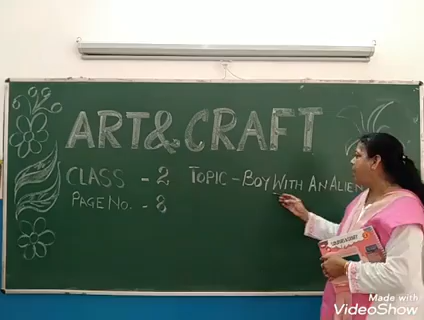 ART&CRAFT
CLASS - 2 TOPIC - BOY WITH AN ALIEN
PAGE NO. - 8
Made with
VideoShow